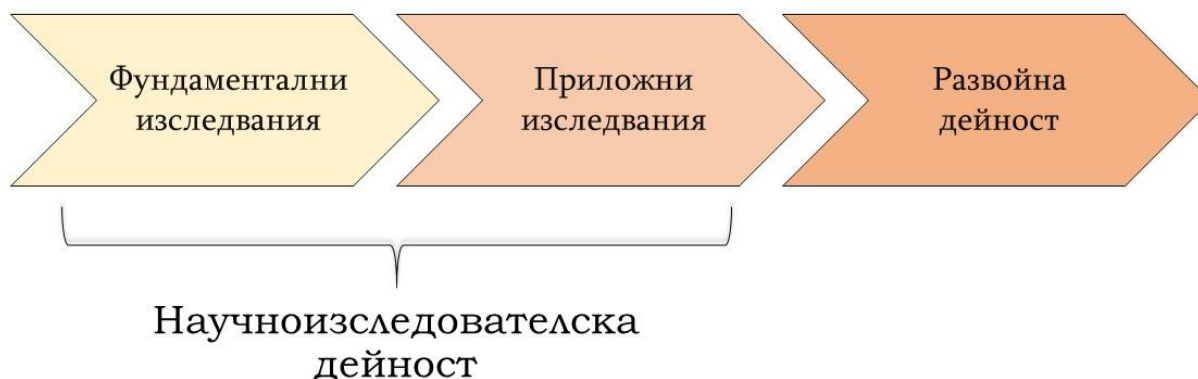 Фундаментални
изследвания
Приложни
изследвания
Развойна
дейност
Научноизследователска
дейност